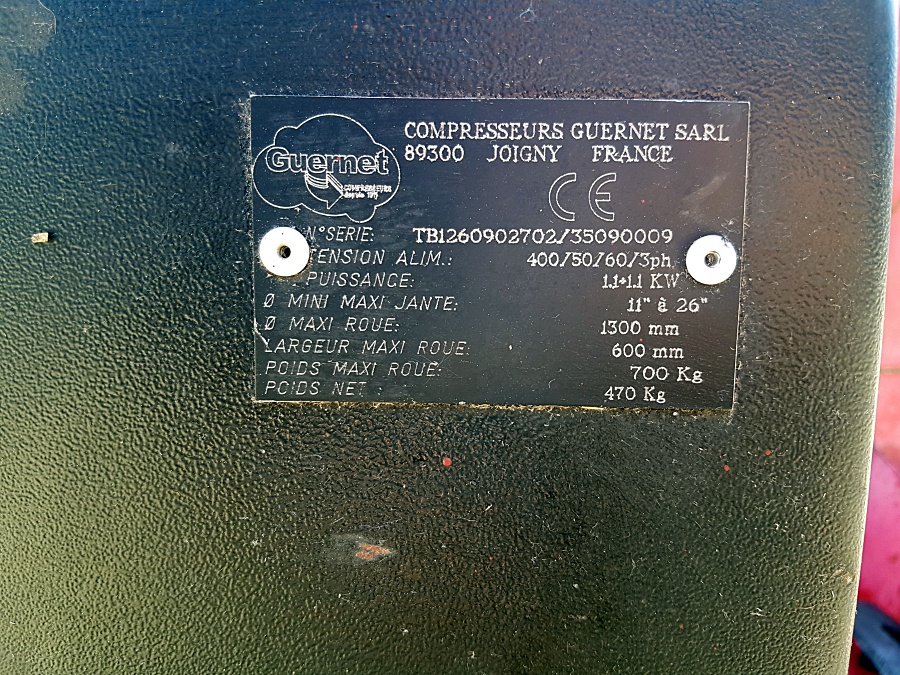 Guernet
COMPRESSEURS
depuis
COMPRESSEURS GUERNET SARL
89300 JOIGNY FRANCE
CE
N°SERIE: TB1260902702/35090009
TENSION ALIM.: 400/50/60/3ph.
PUISSANCE: 1.1+1.1 KW
Ø MINI MAXI JANTE: 11" à 26"
Ø MAXI ROUE: 1300 mm
LARGEUR MAXI ROUE: 600 mm
POIDS MAXI ROUE: 700 Kg
POIDS NET : 470 Kg